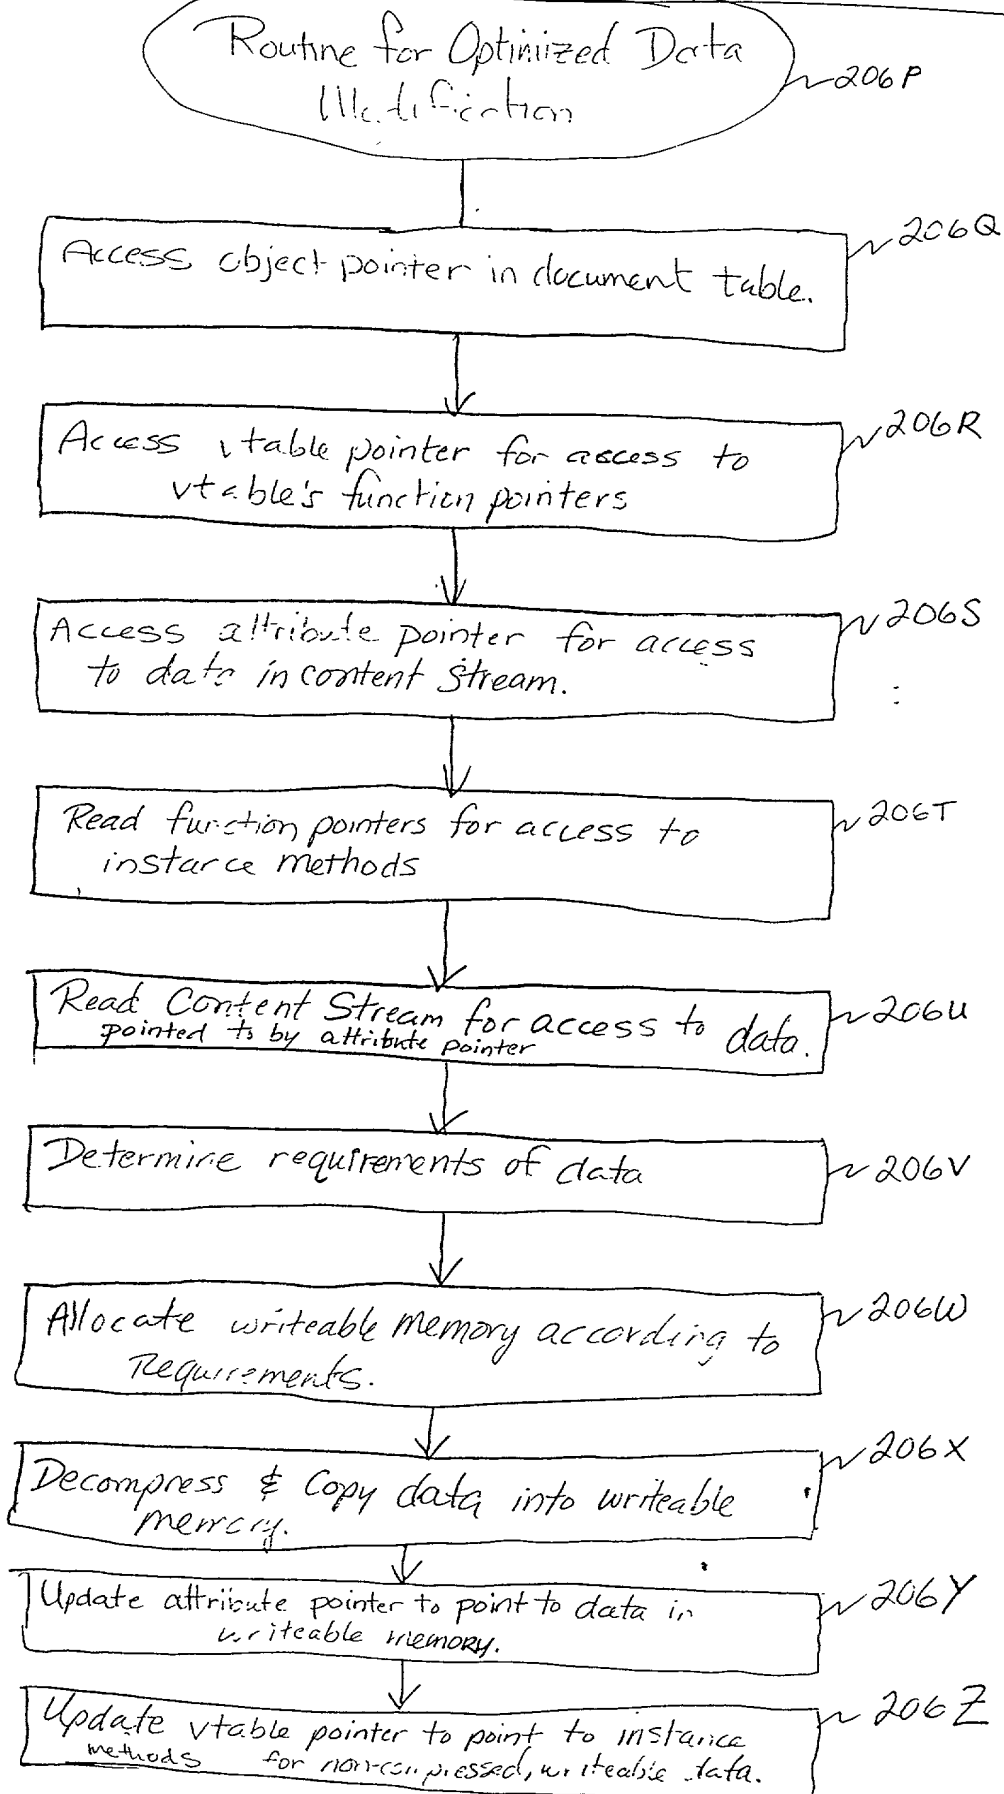 Routine for Optimized Data
Modification
206P
Access object pointer in document table.
206Q
Access vtable pointer for access to
vtable's function pointers
206R
Access attribute pointer for access
to data in content Stream.
206S
Read function pointers for access to
instance methods
206T
Read Content Stream for access to data.
pointed to by attribute pointer
206U
Determine requirements of data
206V
Allocate writeable memory according to
Requirements.
206W
Decompress & Copy data into writeable
memory.
206X
Update attribute pointer to point to data in
writeable memory.
206Y
Update vtable pointer to point to instance
methods for non-compressed, writeable data.
206Z